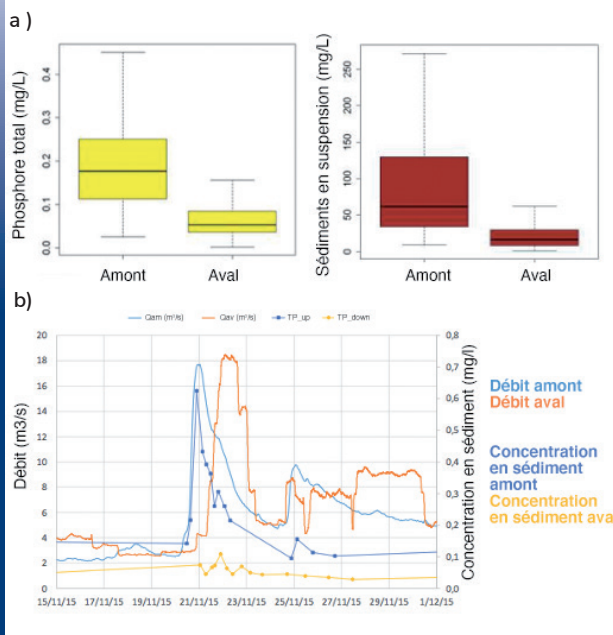 a )
Phosphore total (mg/L)
0.4
0.3
0.2
0.1
0.0
Amont Aval
Sédiments en suspension (mg/L)
250
200
150
100
50
0
Amont Aval
b)
Qam (m³/s) Qav (m³/s) TP_up TP_down
Débit (m3/s)
20
18
16
14
12
10
8
6
4
2
0
15/11/15 17/11/15 19/11/15 21/11/15 23/11/15 25/11/15 27/11/15 29/11/15 1/12/15
0,8
0,7
0,6
0,5
0,4
0,3
0,2
0,1
0,0
Concentration en sédiment (mg/l)
Débit amont
Débit aval
Concentration
en sédiment
amont
Concentration
en sédiment ava